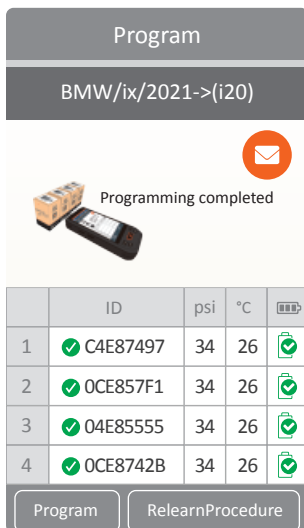 Program
BMW/ix/2021->(i20)
Programming completed
ID psi °C
1 C4E87497 34 26
2 0CE857F1 34 26
3 04E85555 34 26
4 0CE8742B 34 26
Program RelearnProcedure